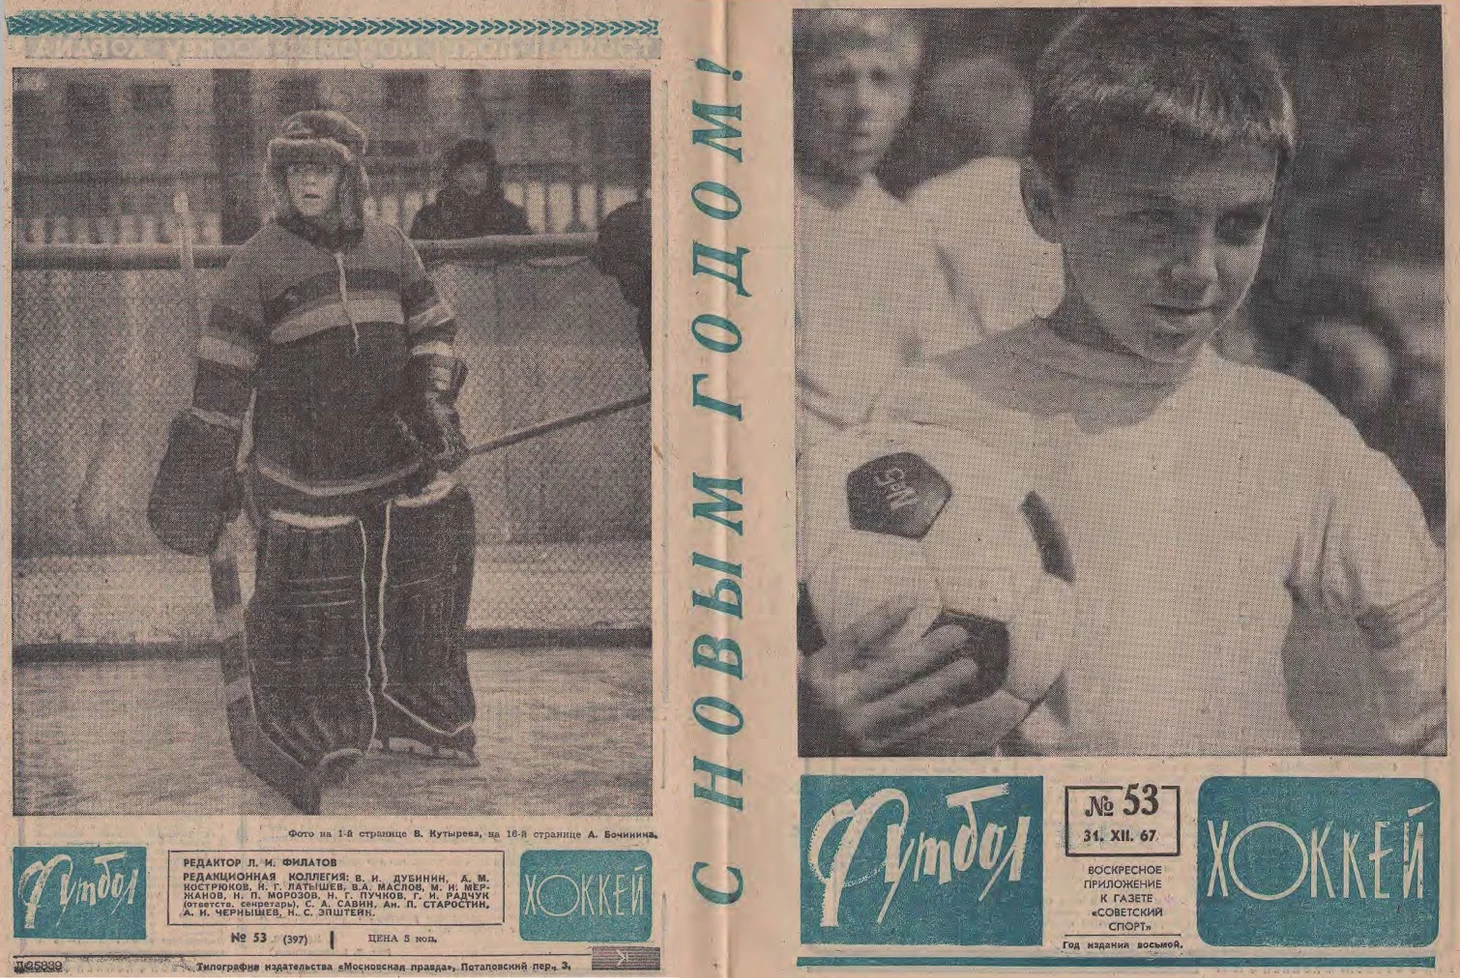 Фото на 1-й странице В. Кутырева, на 16-й странице А. Бочинина.
Футбол
РЕДАКТОР Л. И. ФИЛАТОВ
РЕДАКЦИОННАЯ КОЛЛЕГИЯ: В. И. ДУБИНИН, А. М.
КОСТРЮКОВ, Н. Г. ЛАТЫШЕВ, В.А. МАСЛОВ, М. И. МЕР-
ЖАНОВ, Н. П. МОРОЗОВ, Н. Г. ПУЧКОВ, Г. И. РАДЧУК
(ответств. секретарь), С. А. САВИН, Ан. П. СТАРОСТИН,
А. И. ЧЕРНЫШЕВ, Н. С. ЭПШТЕЙН.
ХОККЕЙ
№ 53 (397) | ЦЕНА 5 коп.
Типография издательства «Московская правда», Потаповский пер., 3.
С НОВЫМ ГОДОМ!
№5
Футбол
№ 53
31. XII. 67
ВОСКРЕСНОЕ
ПРИЛОЖЕНИЕ
К ГАЗЕТЕ
«СОВЕТСКИЙ
СПОРТ»
Год издания восьмой.
ХОККЕЙ